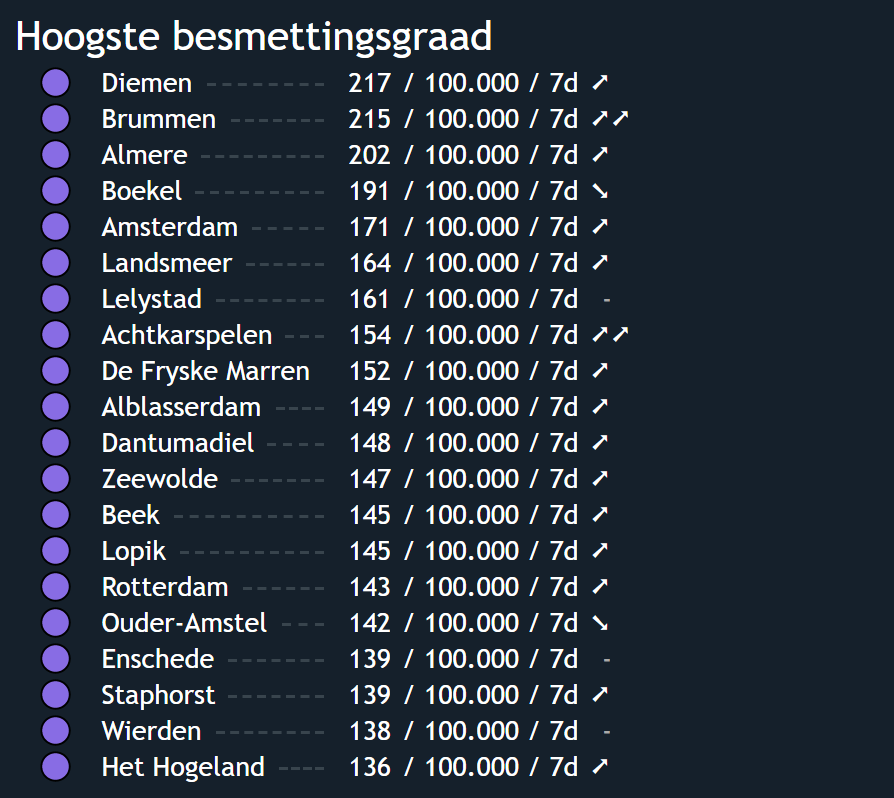 Hoogste besmettingsgraad
Diemen -------- 217 / 100.000 / 7d ➚
Brummen ------ 215 / 100.000 / 7d ➚➚
Almere -------- 202 / 100.000 / 7d ➚
Boekel -------- 191 / 100.000 / 7d ➘
Amsterdam ----- 171 / 100.000 / 7d ➚
Landsmeer ----- 164 / 100.000 / 7d ➚
Lelystad ------- 161 / 100.000 / 7d -
Achtkarspelen --- 154 / 100.000 / 7d ➚➚
De Fryske Marren 152 / 100.000 / 7d ➚
Alblasserdam ---- 149 / 100.000 / 7d ➚
Dantumadiel ---- 148 / 100.000 / 7d ➚
Zeewolde ------ 147 / 100.000 / 7d ➚
Beek ---------- 145 / 100.000 / 7d ➚
Lopik --------- 145 / 100.000 / 7d ➚
Rotterdam ----- 143 / 100.000 / 7d ➚
Ouder-Amstel --- 142 / 100.000 / 7d ➘
Enschede ------ 139 / 100.000 / 7d -
Staphorst ------ 139 / 100.000 / 7d ➚
Wierden ------- 138 / 100.000 / 7d -
Het Hogeland ---- 136 / 100.000 / 7d ➚